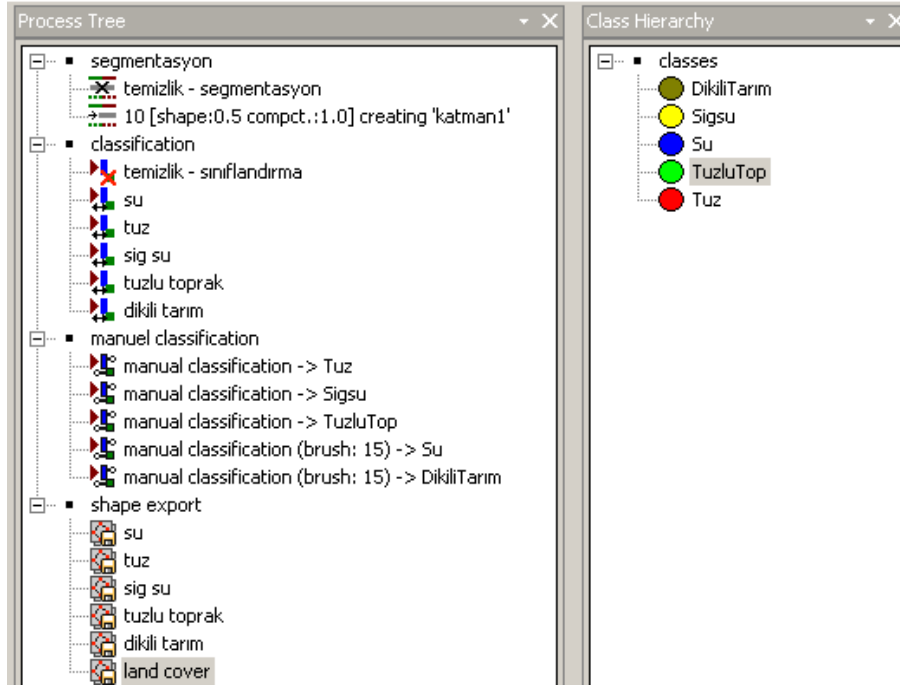 Process Tree
segmentasyon
temizlik - segmentasyon
10 [shape:0.5 compct.:1.0] creating 'katman1'
classification
temizlik - sınıflandırma
su
tuz
sig su
tuzlu toprak
dikili tarım
manuel classification
manual classification -> Tuz
manual classification -> Sigsu
manual classification -> TuzluTop
manual classification (brush: 15) -> Su
manual classification (brush: 15) -> DikiliTarım
shape export
su
tuz
sig su
tuzlu toprak
dikili tarım
land cover
Class Hierarchy
classes
DikiliTarım
Sigsu
Su
TuzluTop
Tuz